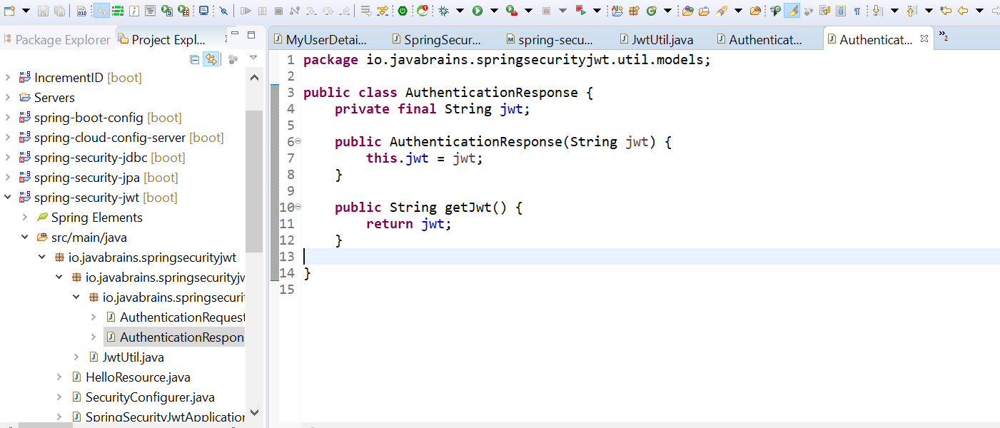 Package Explorer
Project Expl...
MyUserDetai...
SpringSecur...
spring-secu...
JwtUtil.java
Authenticat...
Authenticat...
»2
IncrementID [boot]
Servers
spring-boot-config [boot]
spring-cloud-config-server [boot]
spring-security-jdbc [boot]
spring-security-jpa [boot]
spring-security-jwt [boot]
Spring Elements
src/main/java
io.javabrains.springsecurityjwt
io.javabrains.springsecurityjw
io.javabrains.springsecurit
AuthenticationRequest
AuthenticationRespon
JwtUtil.java
HelloResource.java
SecurityConfigurer.java
SpringSecurityJwtApplication
1 package io.javabrains.springsecurityjwt.util.models;
2
3 public class AuthenticationResponse {
4 private final String jwt;
5
6 public AuthenticationResponse(String jwt) {
7 this.jwt = jwt;
8 }
9
10 public String getJwt() {
11 return jwt;
12 }
13
14 }
15